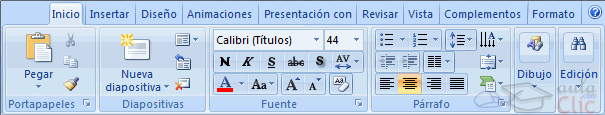 Inicio Insertar Diseño Animaciones Presentación con Revisar Vista Complementos Formato
Calibri (Títulos) 44
Pegar Nueva diapositiva N K S abc S AV Dibujo Edición
A Aa A A
Portapapeles Diapositivas Fuente Párrafo
aula Clic